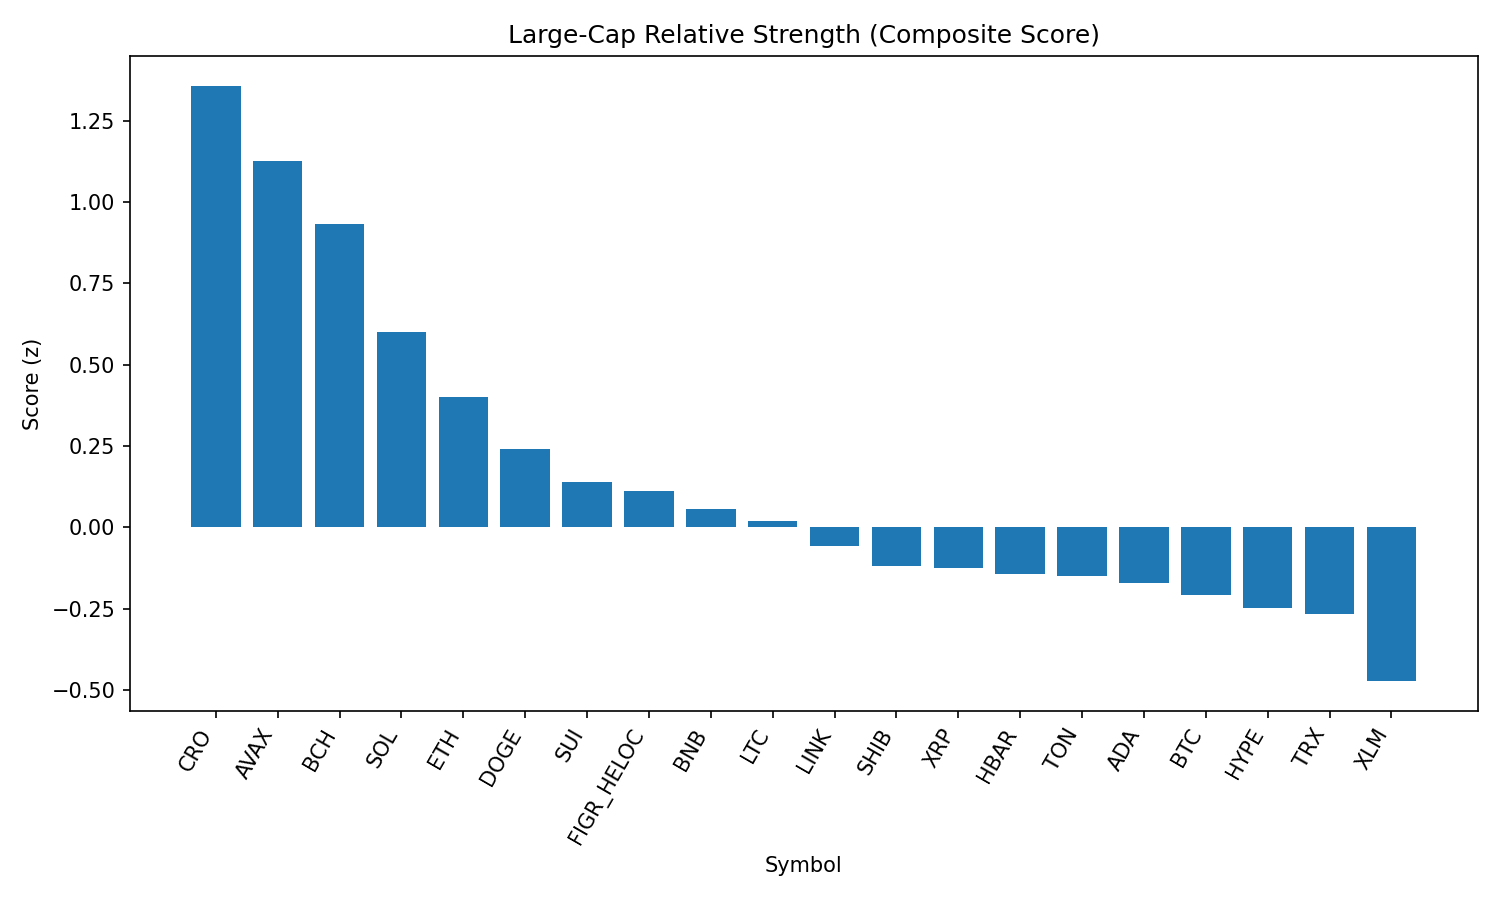 Large-Cap Relative Strength (Composite Score)
Score (z)
1.25
1.00
0.75
0.50
0.25
0.00
−0.25
−0.50
CRO
AVAX
BCH
SOL
ETH
DOGE
SUI
FIGR_HELOC
BNB
LTC
LINK
SHIB
XRP
HBAR
TON
ADA
BTC
HYPE
TRX
XLM
Symbol